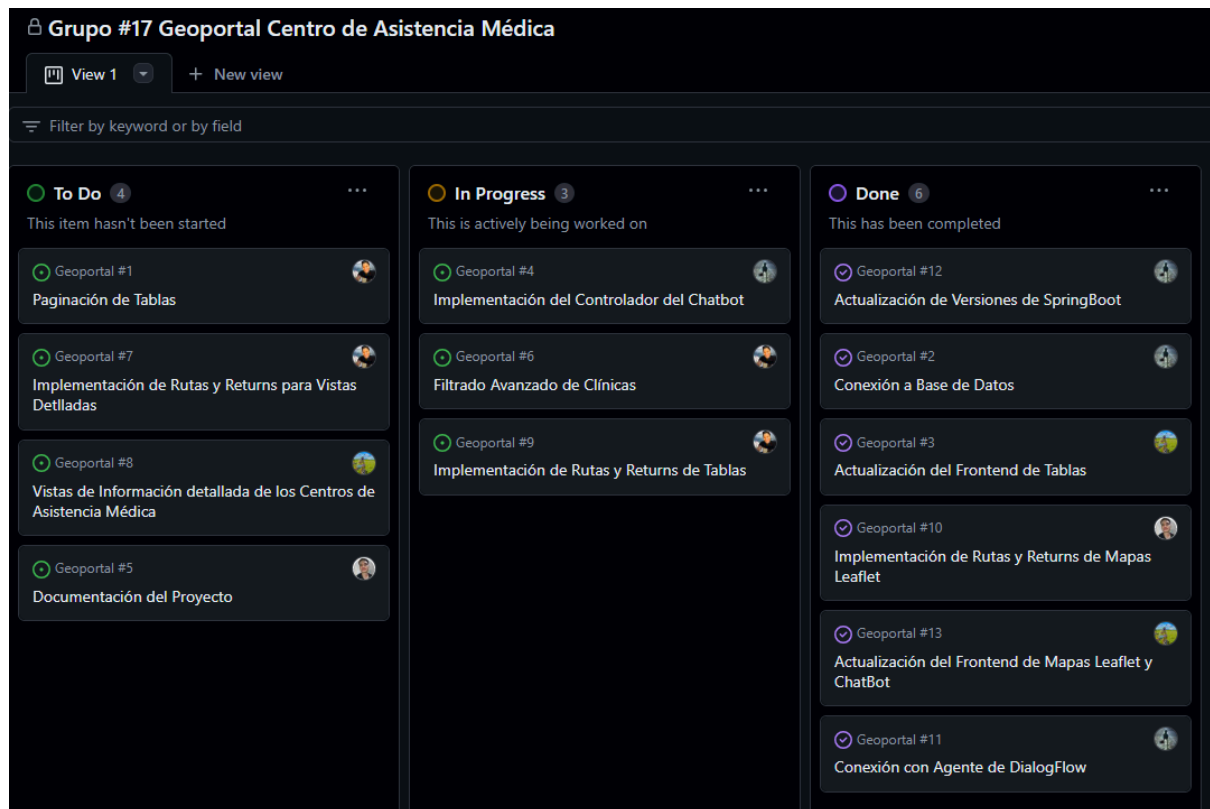 Grupo #17 Geoportal Centro de Asistencia Médica
View 1
New view
Filter by keyword or by field
To Do 4
This item hasn't been started
Geoportal #1
Paginación de Tablas
Geoportal #7
Implementación de Rutas y Returns para Vistas
Detlladas
Geoportal #8
Vistas de Información detallada de los Centros de
Asistencia Médica
Geoportal #5
Documentación del Proyecto
In Progress 3
This is actively being worked on
Geoportal #4
Implementación del Controlador del Chatbot
Geoportal #6
Filtrado Avanzado de Clínicas
Geoportal #9
Implementación de Rutas y Returns de Tablas
Done 6
This has been completed
Geoportal #12
Actualización de Versiones de SpringBoot
Geoportal #2
Conexión a Base de Datos
Geoportal #3
Actualización del Frontend de Tablas
Geoportal #10
Implementación de Rutas y Returns de Mapas
Leaflet
Geoportal #13
Actualización del Frontend de Mapas Leaflet y
ChatBot
Geoportal #11
Conexión con Agente de DialogFlow